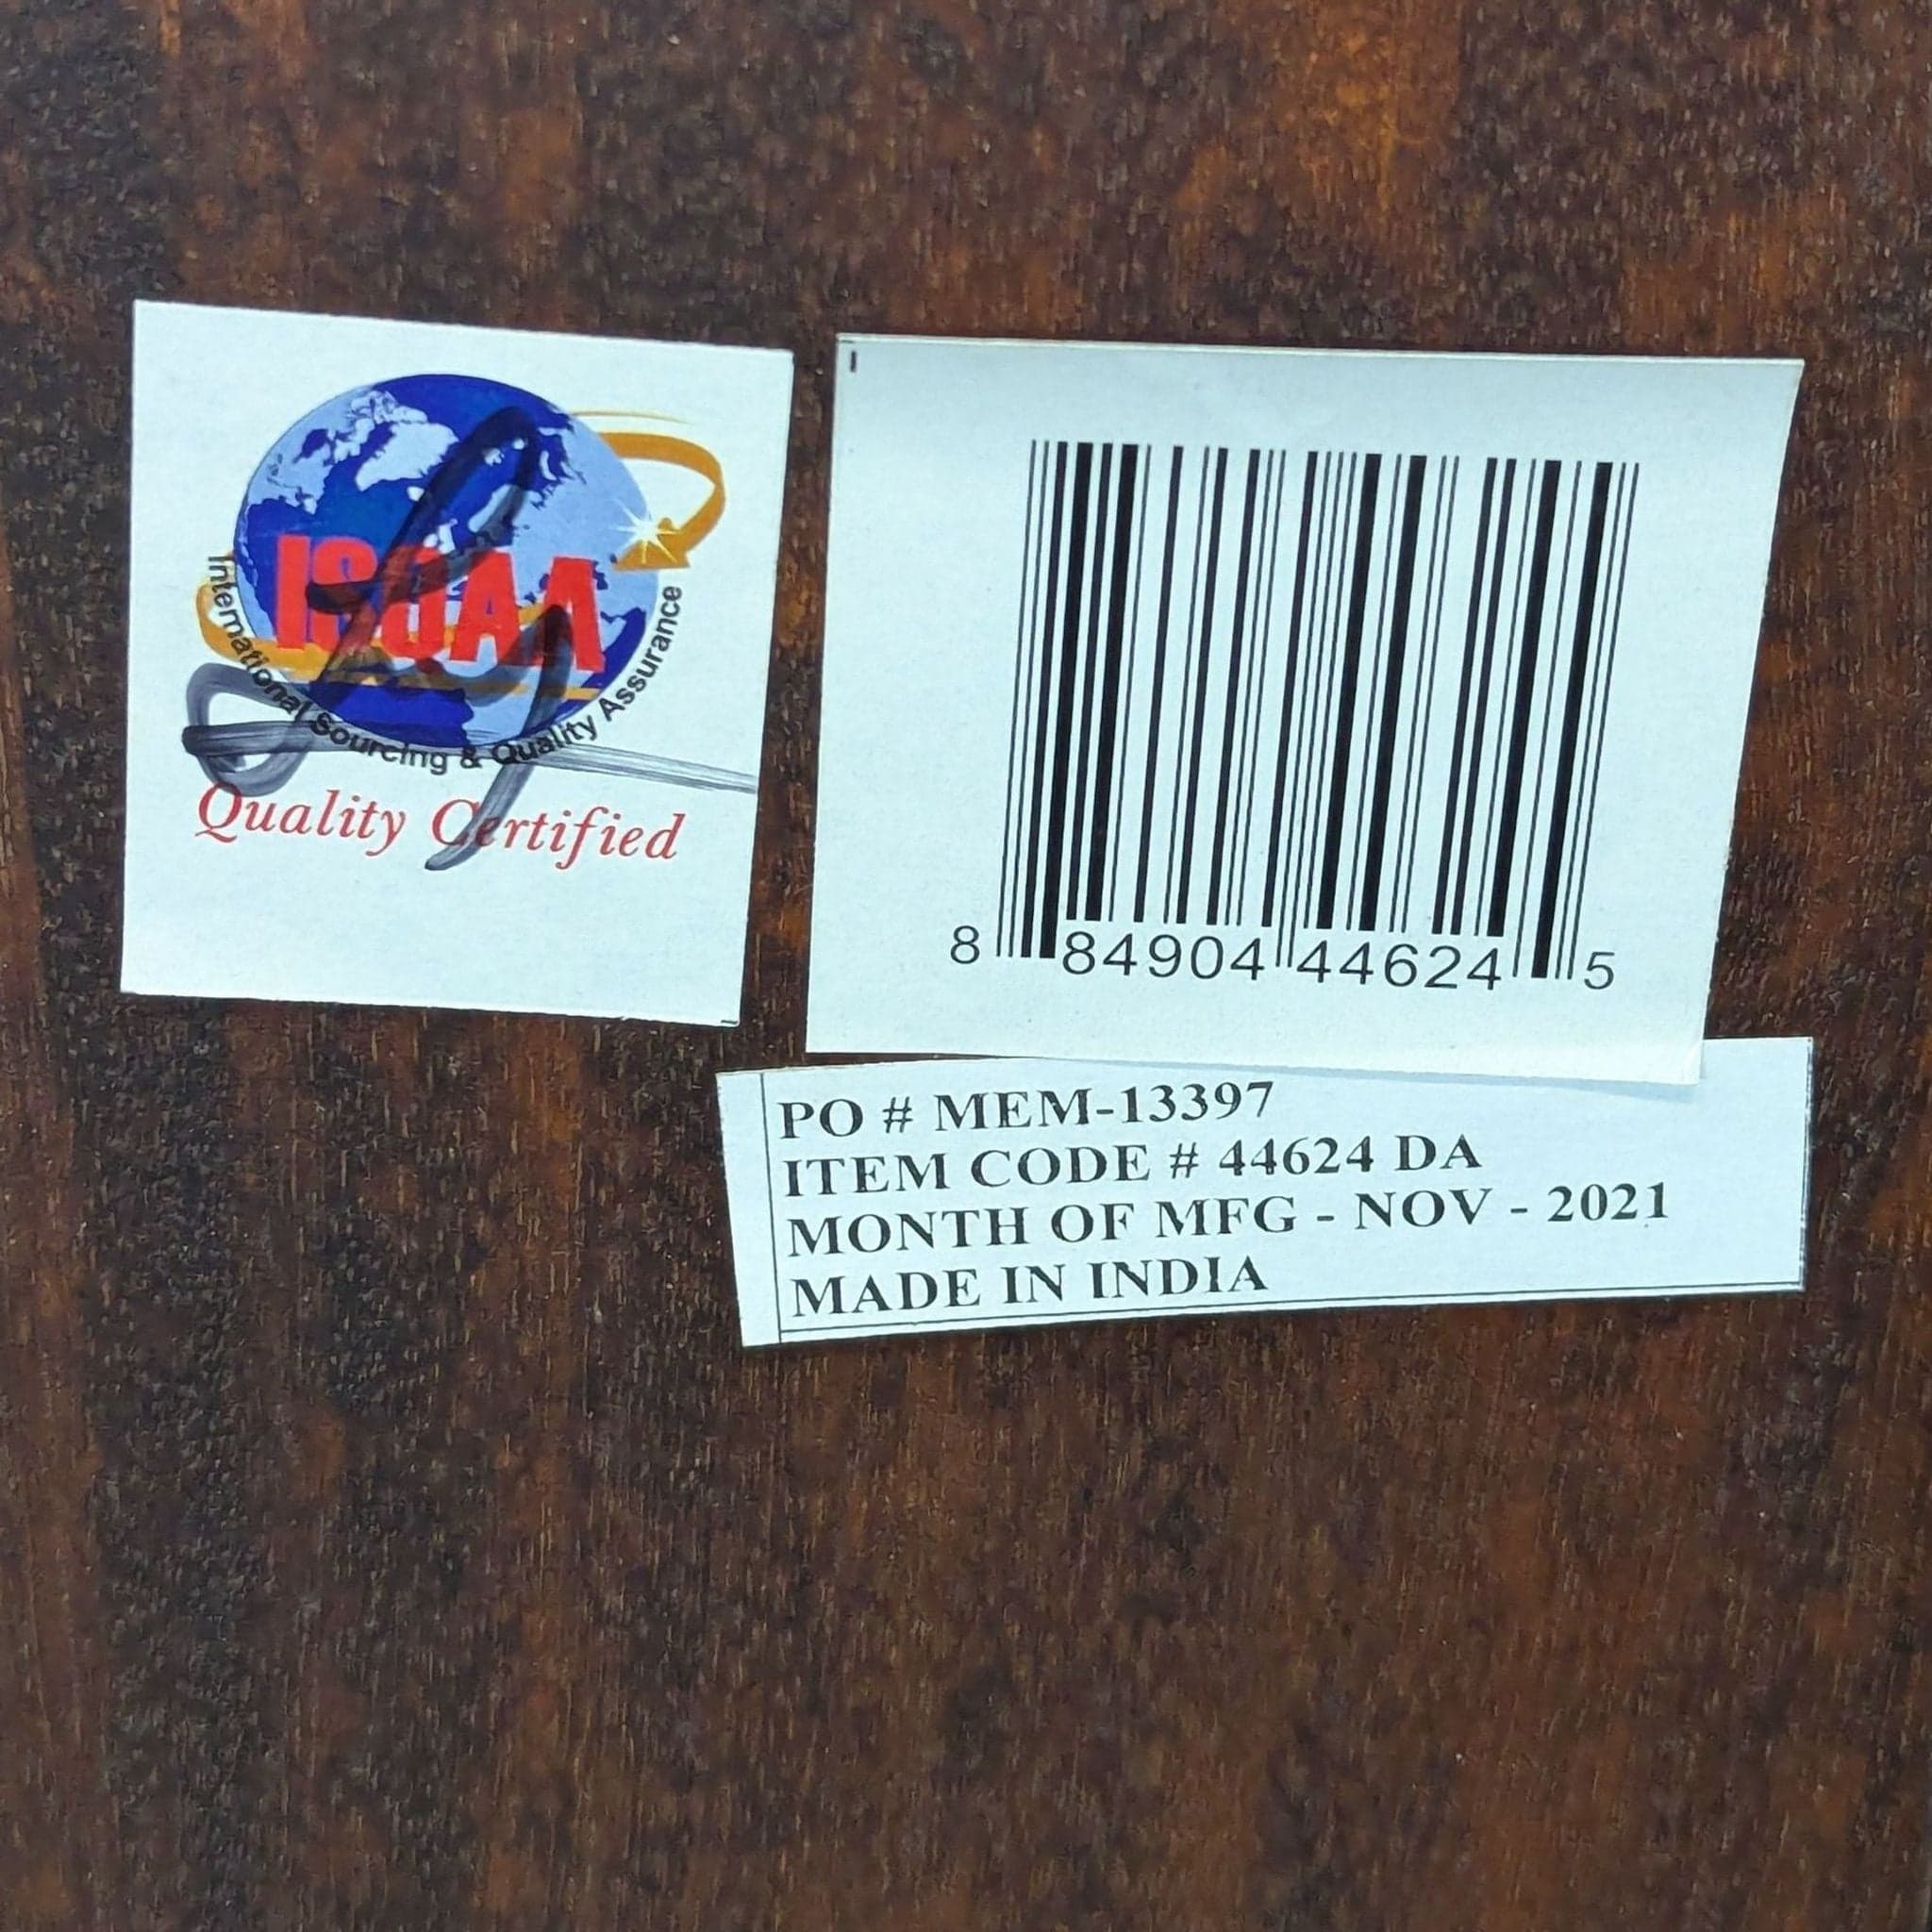 ISQAA
International Sourcing & Quality Assurance
Quality Certified
8 84904 44624 5
PO # MEM-13397
ITEM CODE # 44624 DA
MONTH OF MFG - NOV - 2021
MADE IN INDIA